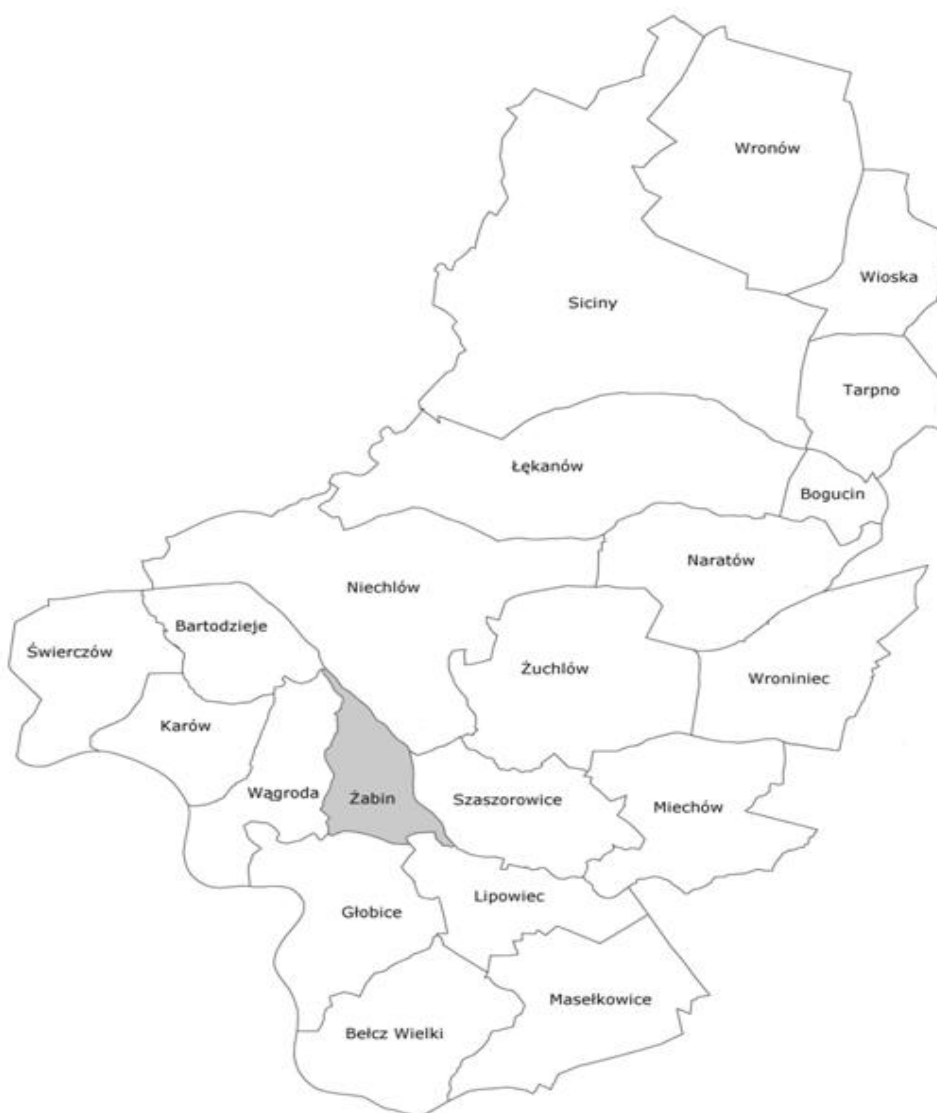 Wronów
Wioska
Siciny
Tarpno
Łękanów
Bogucin
Naratów
Niechlów
Bartodzieje
Świerczów
Żuchlów
Wroniniec
Karów
Wągroda
Żabin
Szaszorowice
Miechów
Lipowiec
Głobice
Masełkowice
Bełcz Wielki